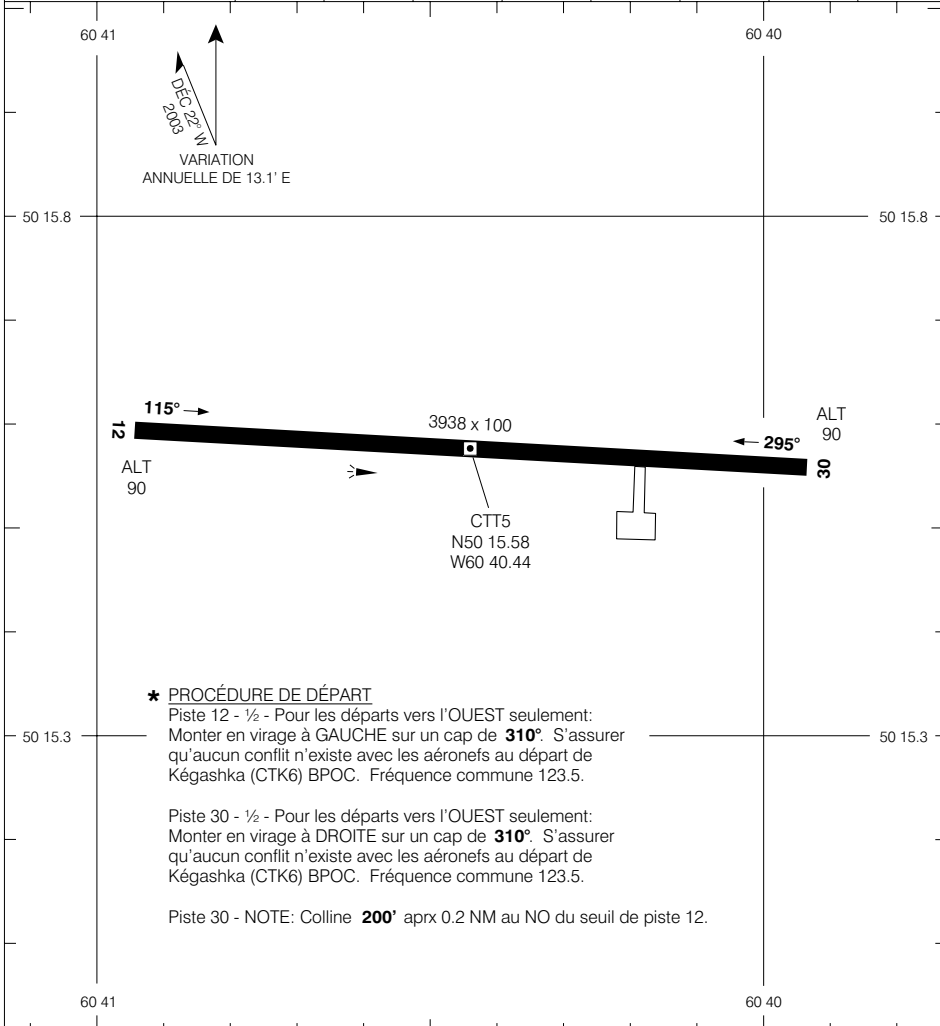 60 41
60 40
DÉC 22° W
2003
VARIATION
ANNUELLE DE 13.1' E
50 15.8
50 15.8
115°
3938 x 100
ALT
90
295°
12
30
ALT
90
CTT5
N50 15.58
W60 40.44
* PROCÉDURE DE DÉPART
Piste 12 - ½ - Pour les départs vers l'OUEST seulement:
Monter en virage à GAUCHE sur un cap de 310°. S'assurer
qu'aucun conflit n'existe avec les aéronefs au départ de
Kégashka (CTK6) BPOC. Fréquence commune 123.5.
50 15.3
50 15.3
Piste 30 - ½ - Pour les départs vers l'OUEST seulement:
Monter en virage à DROITE sur un cap de 310°. S'assurer
qu'aucun conflit n'existe avec les aéronefs au départ de
Kégashka (CTK6) BPOC. Fréquence commune 123.5.
Piste 30 - NOTE: Colline 200' aprx 0.2 NM au NO du seuil de piste 12.
60 41
60 40